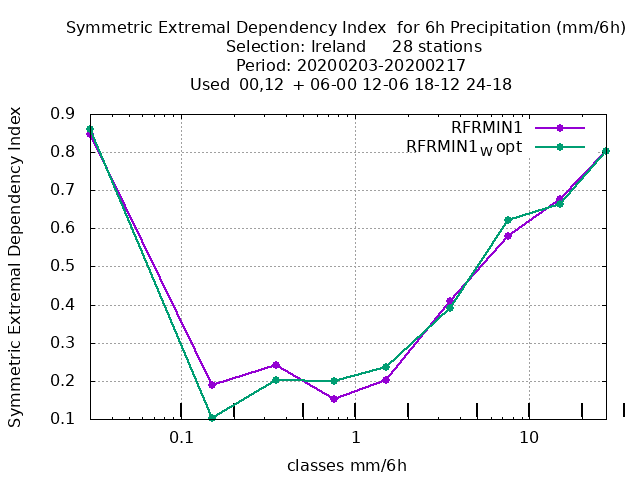 Symmetric Extremal Dependency Index  for 6h Precipitation (mm/6h)
Selection: Ireland     28 stations
Period: 20200203-20200217
Used  00,12  + 06-00 12-06 18-12 24-18
Symmetric Extremal Dependency Index
0.9
0.8
0.7
0.6
0.5
0.4
0.3
0.2
0.1
RFRMIN1
RFRMIN1W opt
0.1
1
10
classes mm/6h